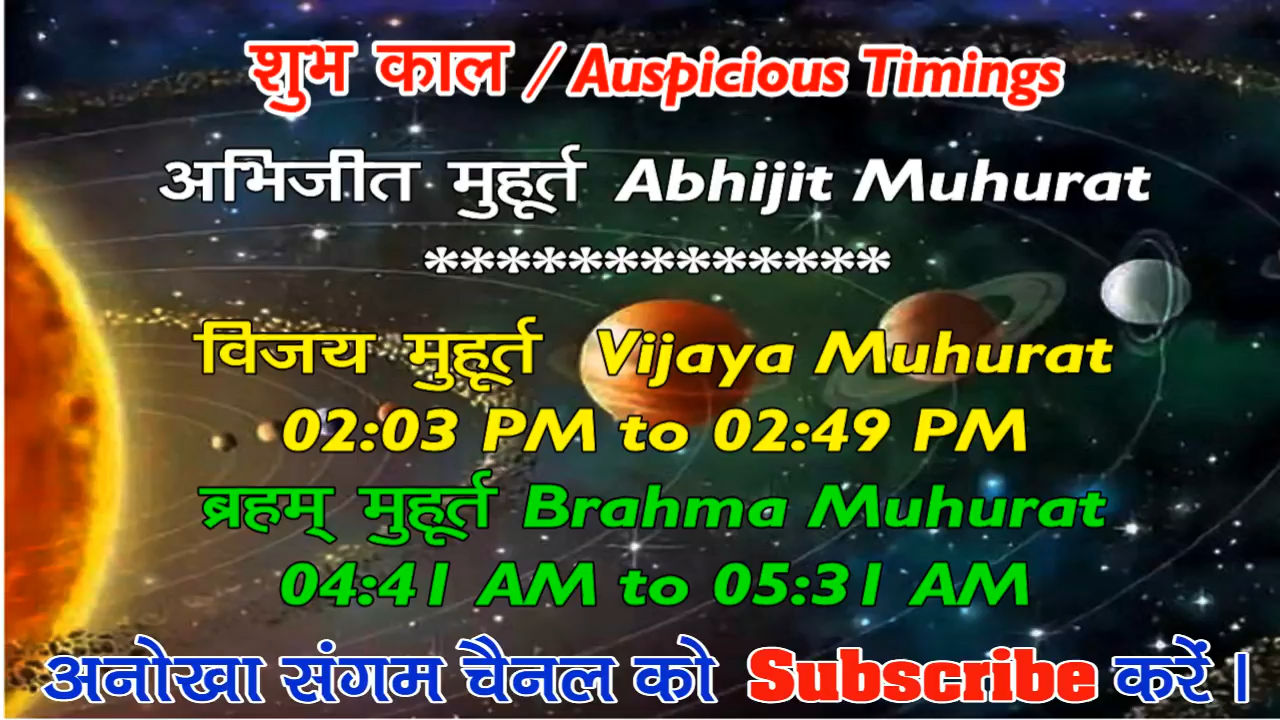 शुभ काल / Auspicious Timings
अभिजीत मुहूर्त Abhijit Muhurat
*************
विजय मुहूर्त Vijaya Muhurat
02:03 PM to 02:49 PM
ब्रहम् मुहूर्त Brahma Muhurat
04:41 AM to 05:31 AM
अनोखा संगम चैनल को Subscribe करें ।